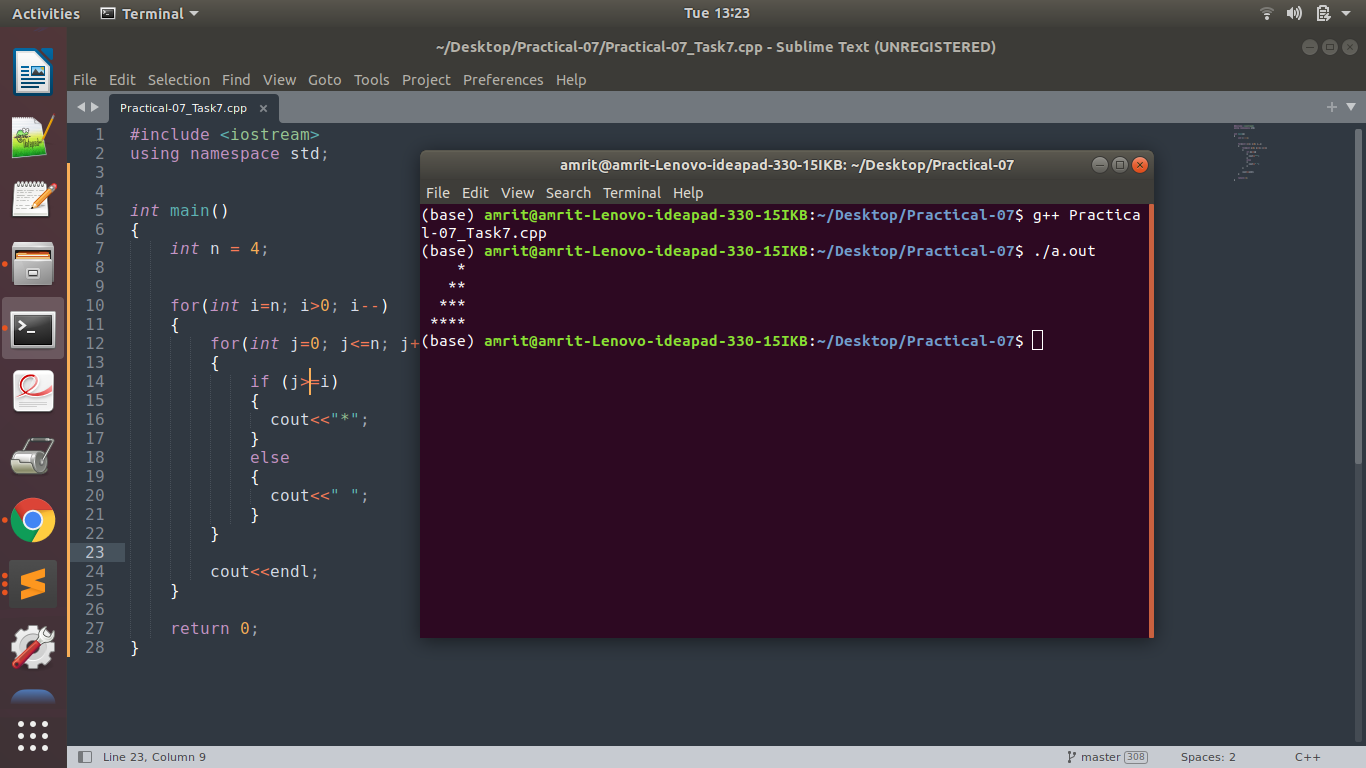 Activities Terminal Tue 13:23
~/Desktop/Practical-07/Practical-07_Task7.cpp - Sublime Text (UNREGISTERED)
File Edit Selection Find View Goto Tools Project Preferences Help
Practical-07_Task7.cpp ×
1 #include <iostream>
2 using namespace std;
3
4
5 int main()
6 {
7 int n = 4;
8
9
10 for(int i=n; i>0; i--)
11 {
12 for(int j=0; j<=n; j+
13 {
14 if (j>=i)
15 {
16 cout<<"*";
17 }
18 else
19 {
20 cout<<" ";
21 }
22 }
23
24 cout<<endl;
25 }
26
27 return 0;
28 }
amrit@amrit-Lenovo-ideapad-330-15IKB: ~/Desktop/Practical-07
File Edit View Search Terminal Help
(base) amrit@amrit-Lenovo-ideapad-330-15IKB:~/Desktop/Practical-07$ g++ Practica
l-07_Task7.cpp
(base) amrit@amrit-Lenovo-ideapad-330-15IKB:~/Desktop/Practical-07$ ./a.out
    *
   **
  ***
 ****
(base) amrit@amrit-Lenovo-ideapad-330-15IKB:~/Desktop/Practical-07$
Line 23, Column 9 master 308 Spaces: 2 C++